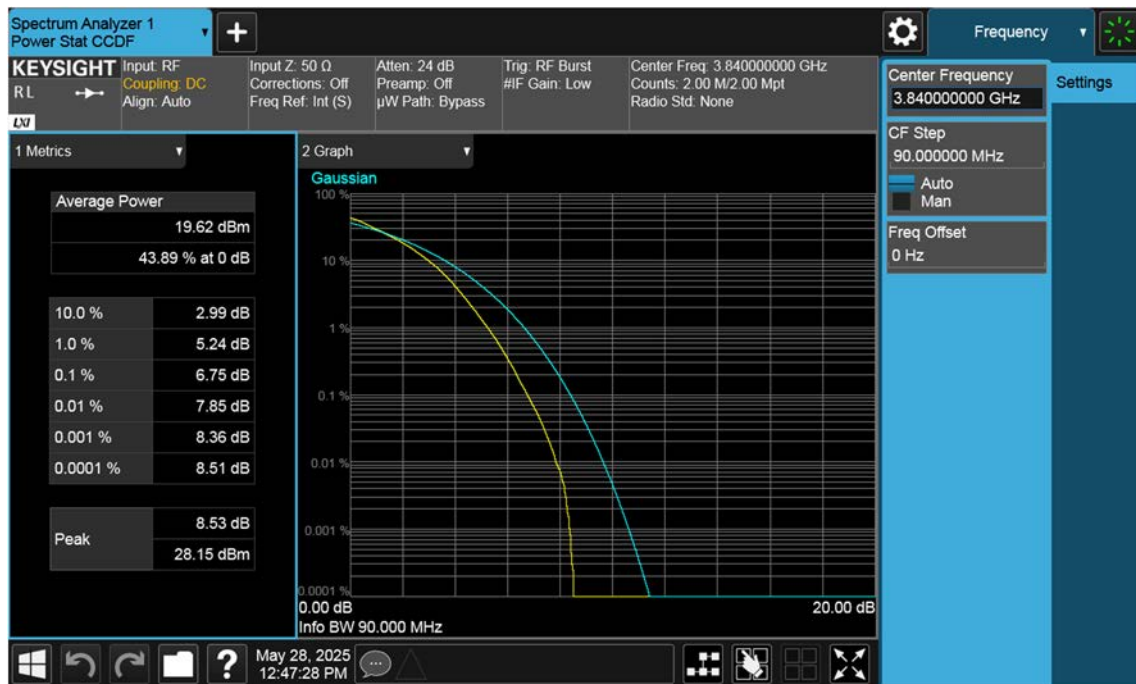 Spectrum Analyzer 1
Power Stat CCDF
Frequency
KEYSIGHT
R L
LXI
Input: RF
Coupling: DC
Align: Auto
Input Z: 50 Ω
Corrections: Off
Freq Ref: Int (S)
Atten: 24 dB
Preamp: Off
µW Path: Bypass
Trig: RF Burst
#IF Gain: Low
Center Freq: 3.840000000 GHz
Counts: 2.00 M/2.00 Mpt
Radio Std: None
Center Frequency
3.840000000 GHz
Settings
CF Step
90.000000 MHz
Auto
Man
Freq Offset
0 Hz
1 Metrics
Average Power
19.62 dBm
43.89 % at 0 dB
10.0 % 2.99 dB
1.0 % 5.24 dB
0.1 % 6.75 dB
0.01 % 7.85 dB
0.001 % 8.36 dB
0.0001 % 8.51 dB
Peak
8.53 dB
28.15 dBm
2 Graph
Gaussian
100 %
10 %
1 %
0.1 %
0.01 %
0.001 %
0.0001 %
0.00 dB 20.00 dB
Info BW 90.000 MHz
?
May 28, 2025
12:47:28 PM